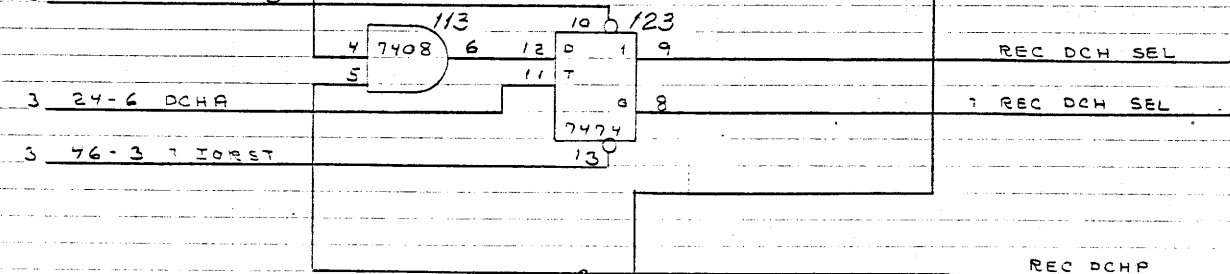 113
10 123
4 7408 6 12 D 1 9 REC DCH SEL
5 11 T
3 24-6 DCHA 0 8 ? REC DCH SEL
7474
3 46-3 ? IORST 13
REC DCHP